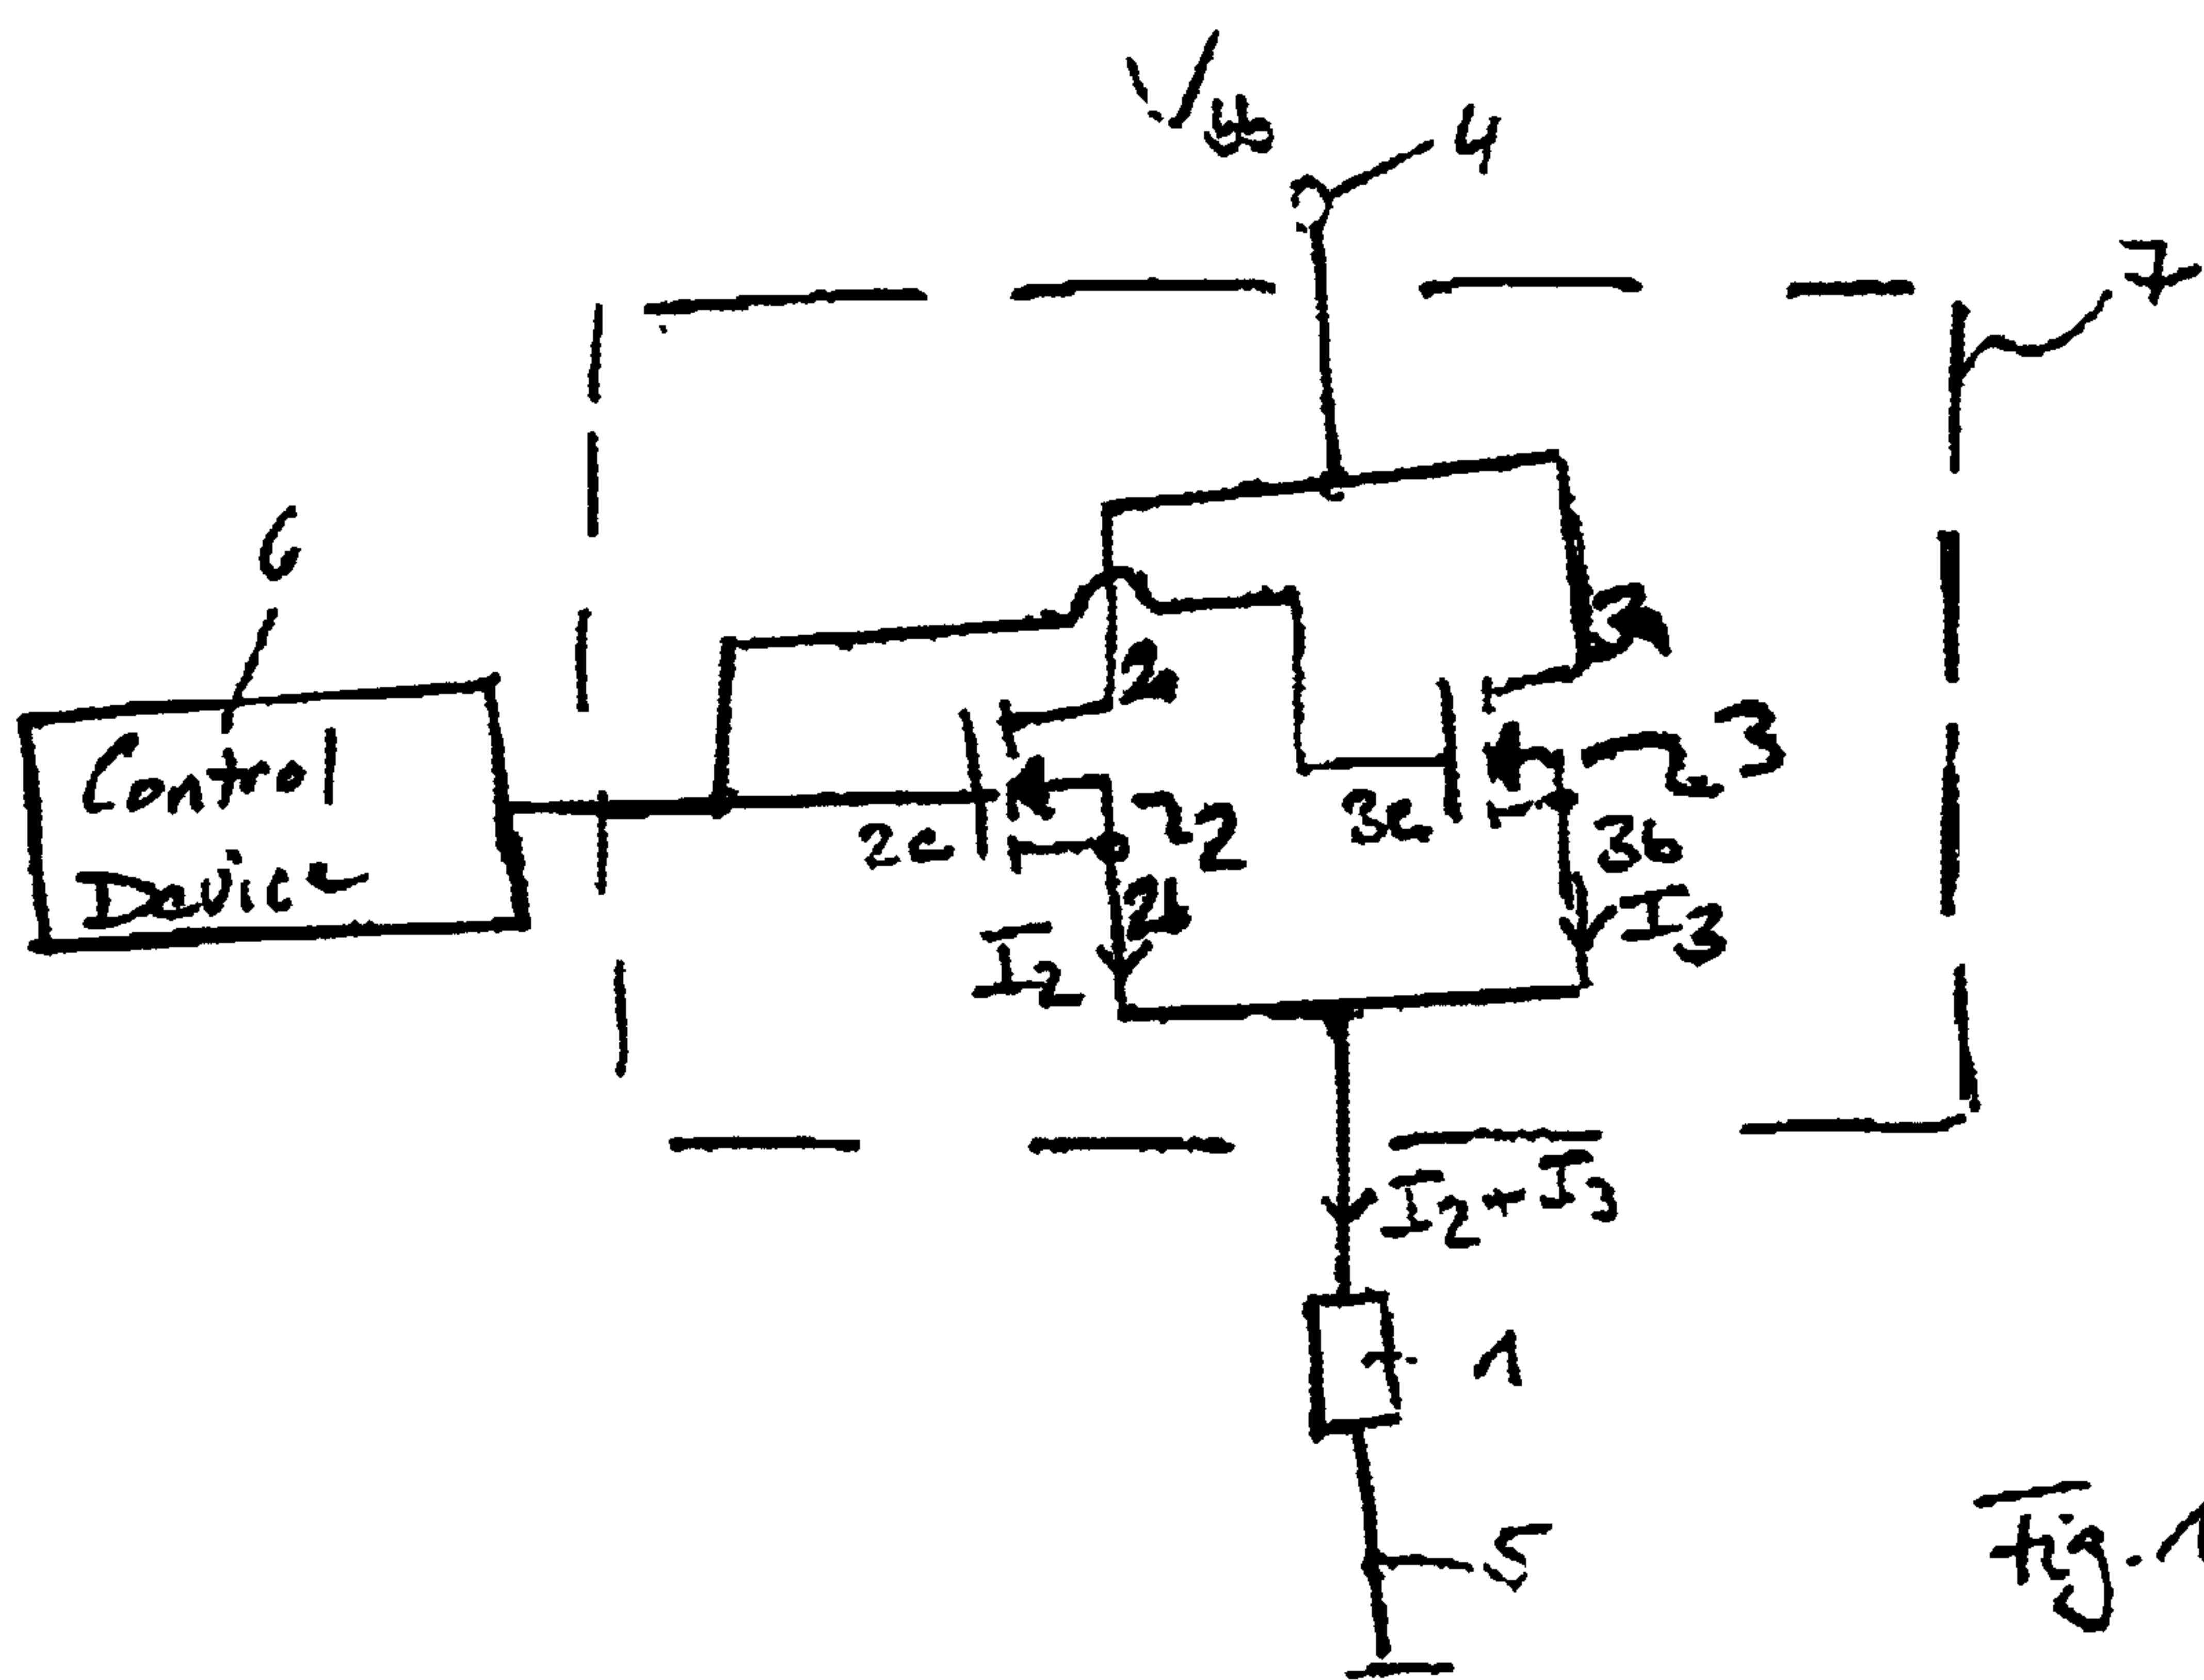 Vbb
4
7
6
2a
3a
Control
Device
2
3
2c
3c
2b
3b
I2
I3
I2+I3
1
5
Fig. 1